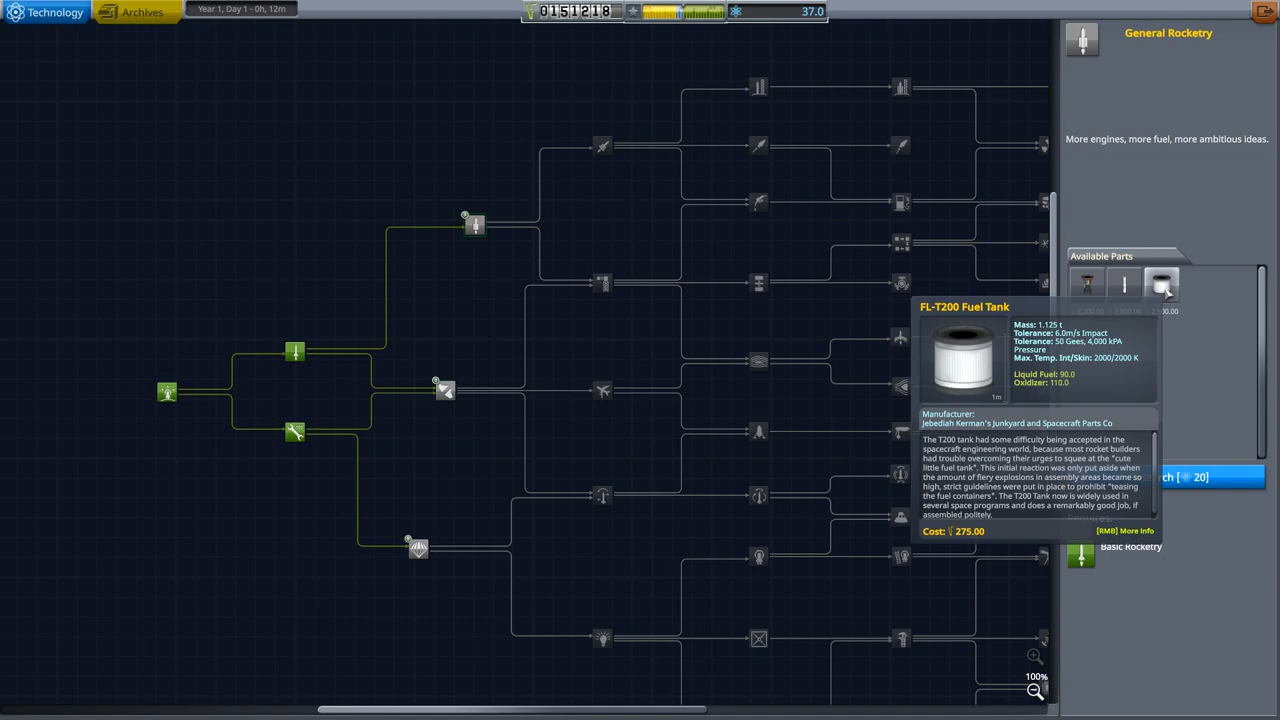 Technology
Archives
Year 1, Day 1 - 0h, 12m
0151218
37.0
General Rocketry
More engines, more fuel, more ambitious ideas.
Available Parts
FL-T200 Fuel Tank
Mass: 1.125 t
Tolerance: 6.0m/s Impact
Tolerance: 50 Gees, 4,000 kPa
Pressure
Max. Temp. Int/Skin: 2000/2000 K
Liquid Fuel: 90.0
Oxidizer: 110.0
1m
Manufacturer:
Jebediah Kerman's Junkyard and Spacecraft Parts Co
The T200 tank had some difficulty being accepted in the
spacecraft engineering world, because most rocket builders
had trouble overcoming their urges to squee at the "cute
little fuel tank". This initial reaction was only put aside when
the amount of fiery explosions in assembly areas became so
high, strict guidelines were put in place to prohibit "teasing
the fuel containers". The T200 Tank now is widely used in
several space programs and does a remarkably good job, if
assembled politely.
Cost: 275.00
[RMB] More Info
rch [20]
Basic Rocketry
100%